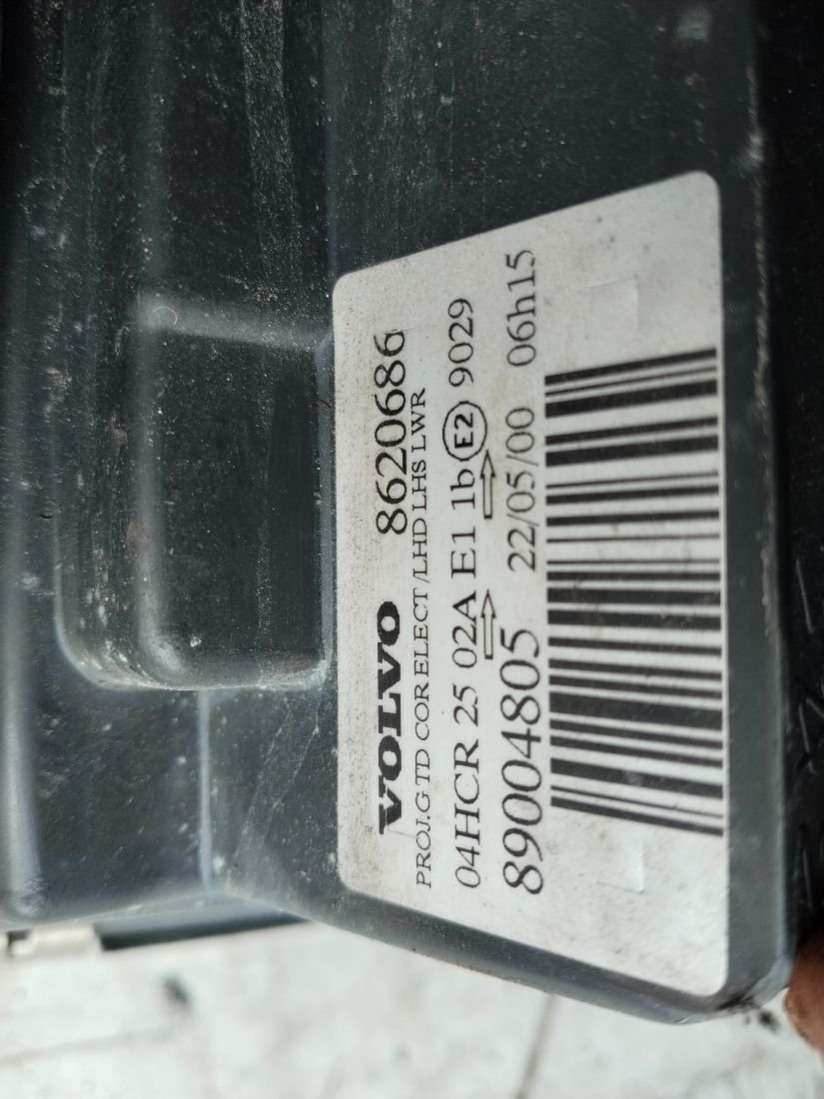 VOLVO 8620686
PROJ.G TD COR ELECT /LHD LHS LWR
04HCR 25 02A E1 1b E2 9029
89004805 22/05/00 06h15